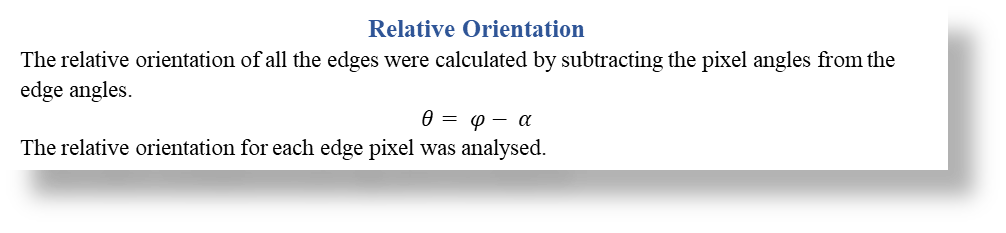 Relative Orientation
The relative orientation of all the edges were calculated by subtracting the pixel angles from the
edge angles.
θ = φ − α
The relative orientation for each edge pixel was analysed.